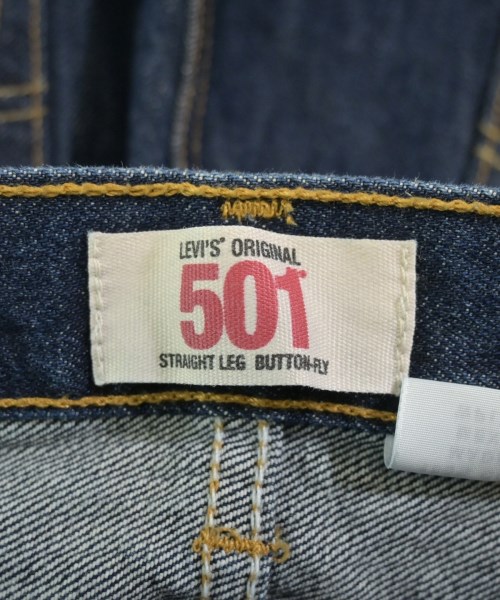 LEVI'S® ORIGINAL
501
STRAIGHT LEG BUTTON-FLY